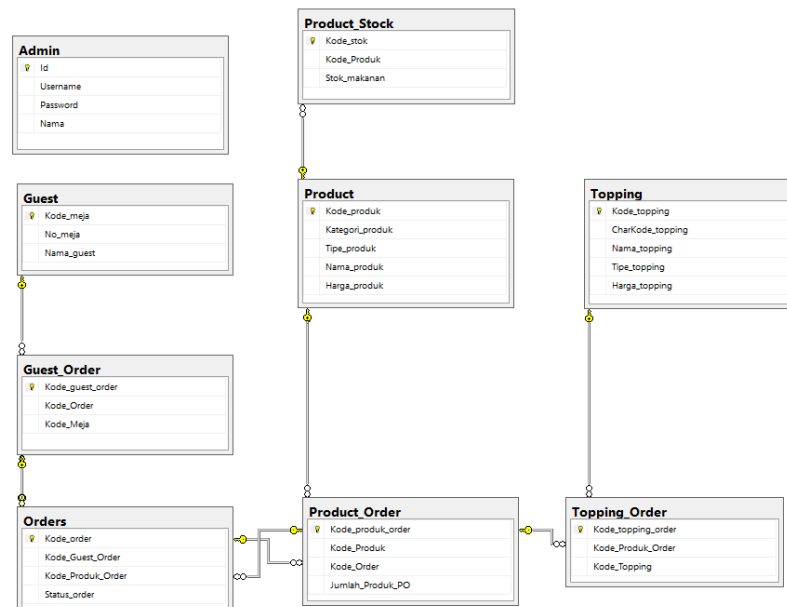 Admin
Id
Username
Password
Nama
Product_Stock
Kode_stok
Kode_Produk
Stok_makanan
Guest
Kode_meja
No_meja
Nama_guest
Product
Kode_produk
Kategori_produk
Tipe_produk
Nama_produk
Harga_produk
Topping
Kode_topping
CharKode_topping
Nama_topping
Tipe_topping
Harga_topping
Guest_Order
Kode_guest_order
Kode_Order
Kode_Meja
Orders
Kode_order
Kode_Guest_Order
Kode_Produk_Order
Status_order
Product_Order
Kode_produk_order
Kode_Produk
Kode_Order
Jumlah_Produk_PO
Topping_Order
Kode_topping_order
Kode_Produk_Order
Kode_Topping